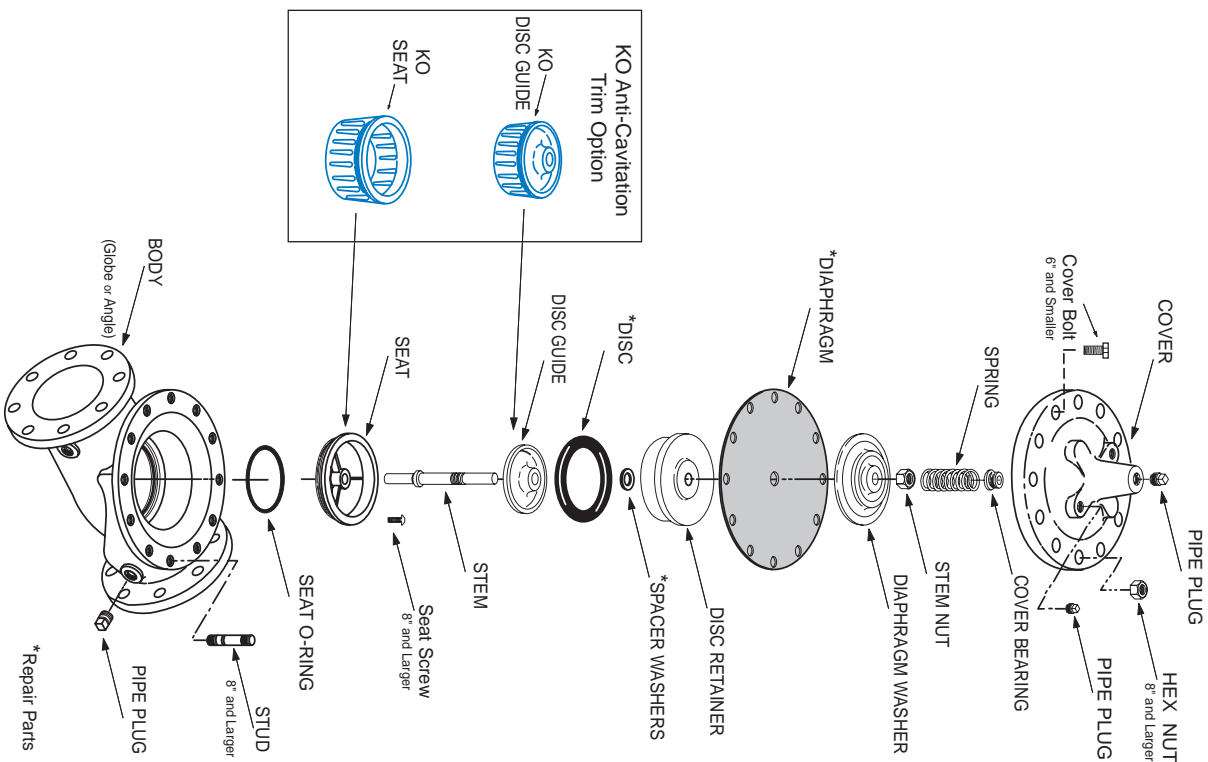 PIPE PLUG
COVER
HEX NUT
8" and Larger
Cover Bolt
6" and Smaller
PIPE PLUG
COVER BEARING
SPRING
STEM NUT
DIAPHRAGM WASHER
*DIAPHRAGM
DISC RETAINER
*SPACER WASHERS
*DISC
DISC GUIDE
STEM
SEAT
Seat Screw
8" and Larger
SEAT O-RING
STUD
8" and Larger
BODY
(Globe or Angle)
PIPE PLUG
*Repair Parts
KO Anti-Cavitation
Trim Option
KO
DISC GUIDE
KO
SEAT